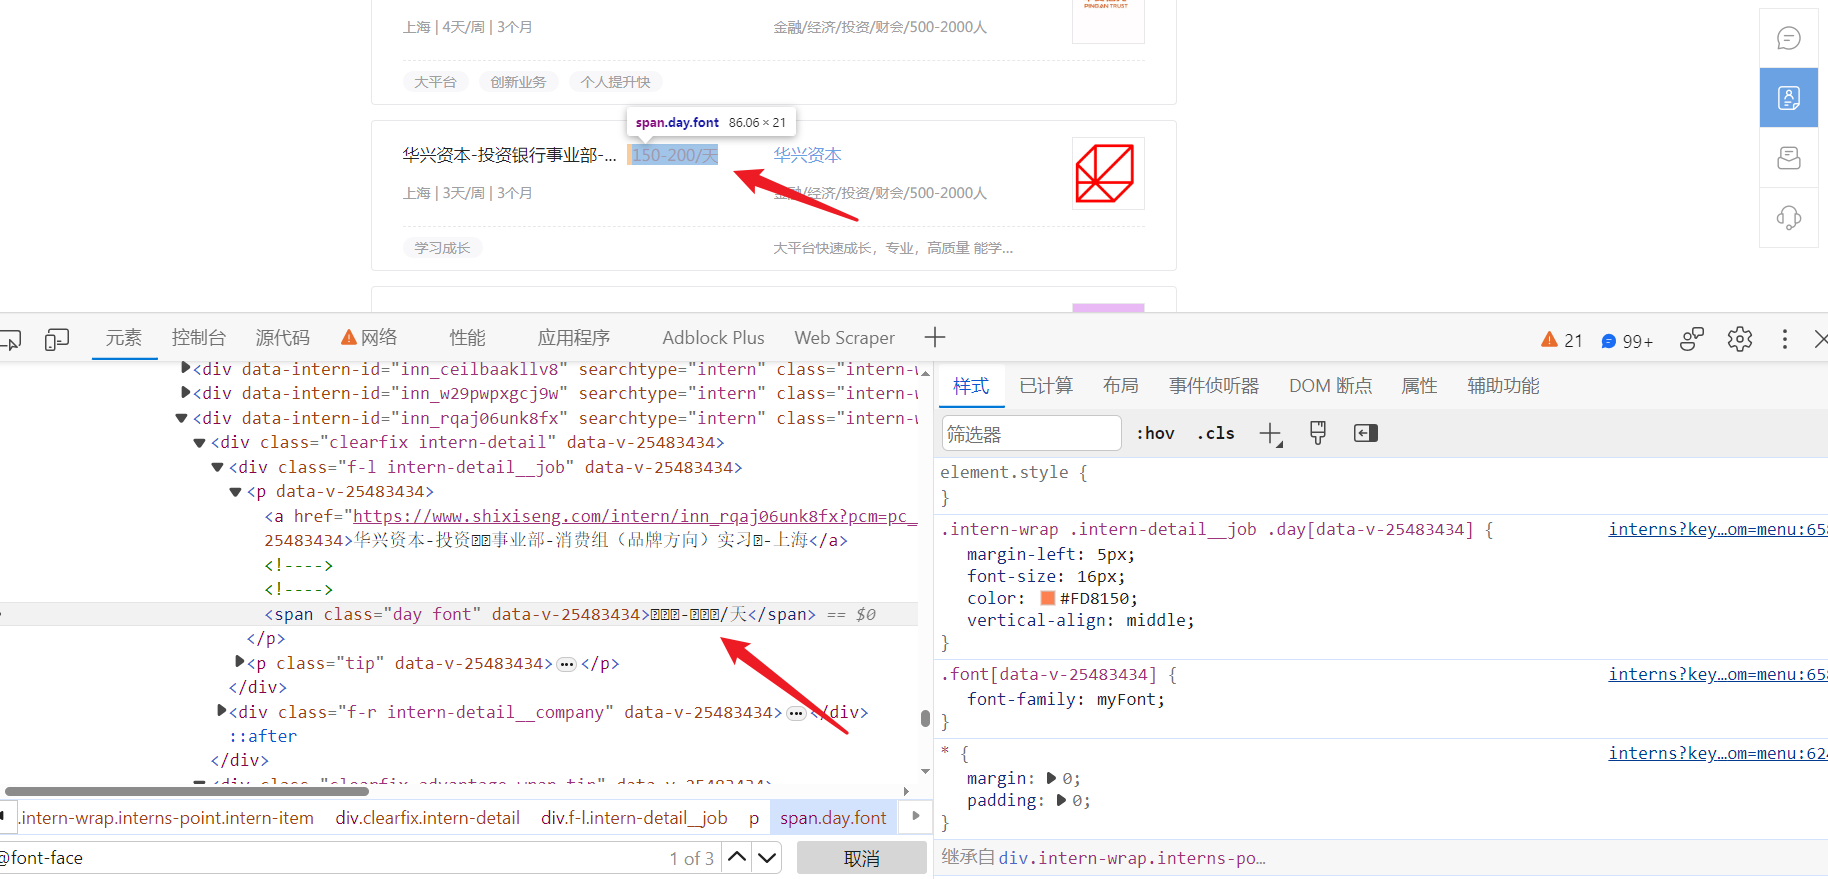 PINGAN TRUST
上海 | 4天/周 | 3个月
金融/经济/投资/财会/500-2000人
大平台 创新业务 个人提升快
span.day.font 86.06 × 21
华兴资本-投资银行事业部-... 150-200/天 华兴资本
上海 | 3天/周 | 3个月
金融/经济/投资/财会/500-2000人
学习成长 大平台快速成长，专业，高质量 能学...
元素 控制台 源代码 网络 性能 应用程序 Adblock Plus Web Scraper
21 99+
<div data-intern-id="inn_ceilbaakllv8" searchtype="intern" class="intern-w
<div data-intern-id="inn_w29pwpxgcj9w" searchtype="intern" class="intern-w
<div data-intern-id="inn_rqaj06unk8fx" searchtype="intern" class="intern-w
<div class="clearfix intern-detail" data-v-25483434>
<div class="f-l intern-detail__job" data-v-25483434>
<p data-v-25483434>
<a href="https://www.shixiseng.com/intern/inn_rqaj06unk8fx?pcm=pc_
25483434>华兴资本-投资▯▯事业部-消费组（品牌方向）实习▯-上海</a>
<!---->
<!---->
<span class="day font" data-v-25483434>▯▯▯-▯▯▯/天</span> == $0
</p>
<p class="tip" data-v-25483434>…</p>
</div>
<div class="f-r intern-detail__company" data-v-25483434>…</div>
::after
</div>
<div class="clearfix advantage-wrap tip" data-v-25483434>
.intern-wrap.interns-point.intern-item div.clearfix.intern-detail div.f-l.intern-detail__job p span.day.font
@font-face 1 of 3 取消
样式 已计算 布局 事件侦听器 DOM 断点 属性 辅助功能
筛选器 :hov .cls
element.style {
}
.intern-wrap .intern-detail__job .day[data-v-25483434] { interns?key…om=menu:658
margin-left: 5px;
font-size: 16px;
color: #FD8150;
vertical-align: middle;
}
.font[data-v-25483434] { interns?key…om=menu:658
font-family: myFont;
}
* { interns?key…om=menu:624
margin: 0;
padding: 0;
}
继承自 div.intern-wrap.interns-po…